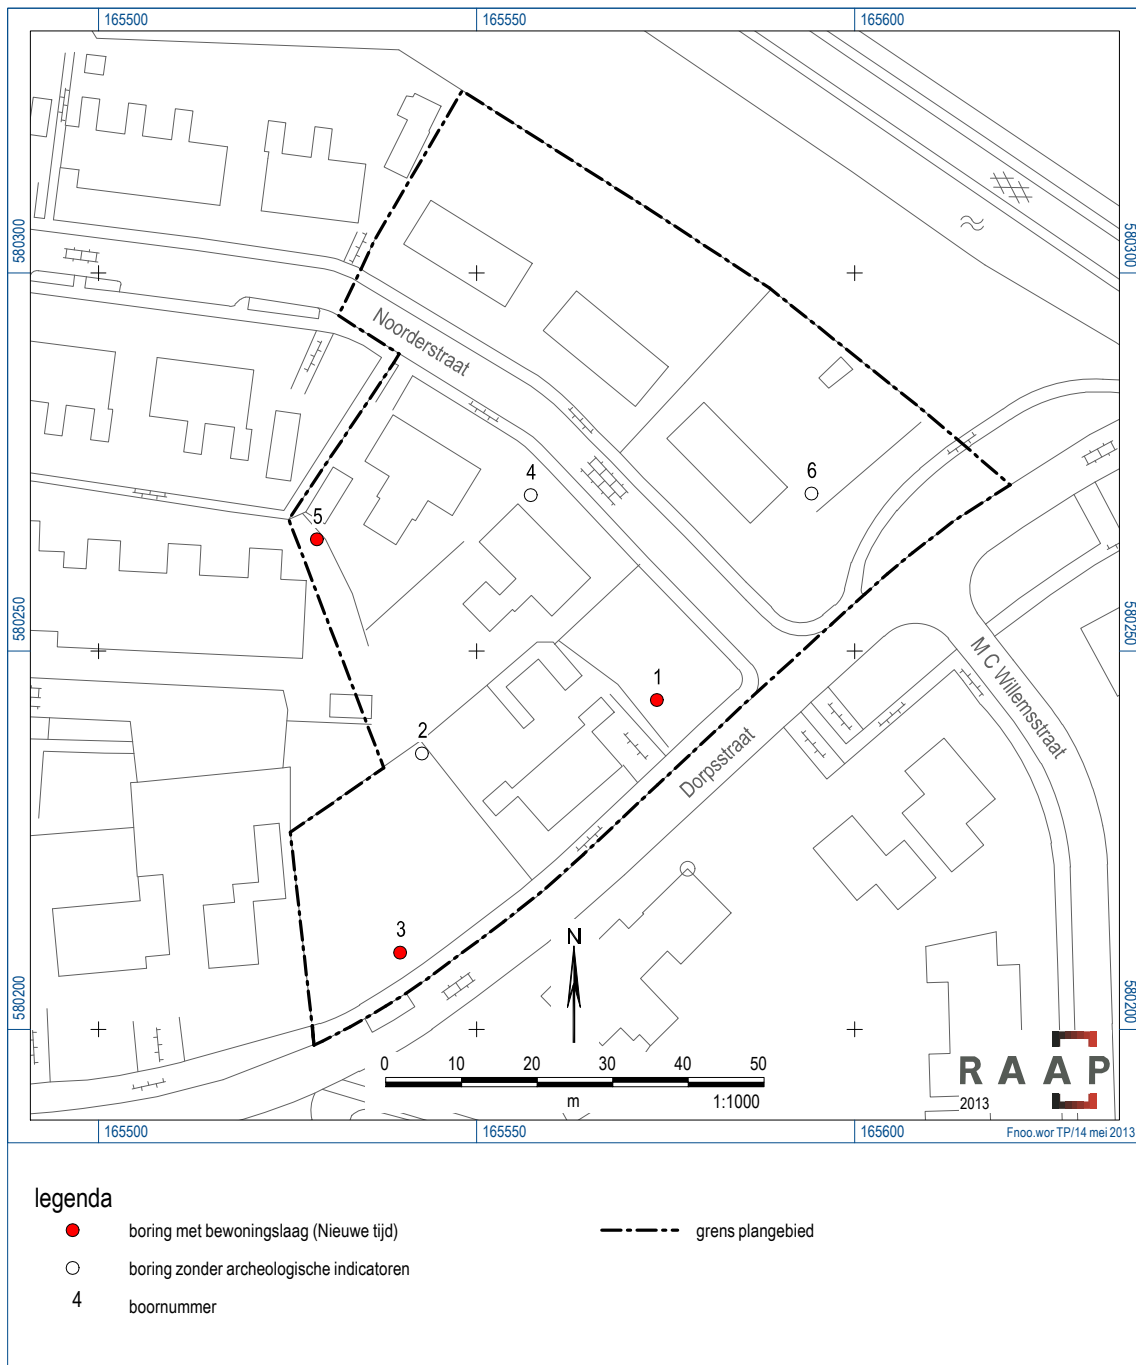 165500
165550
165600
580300
580300
Noorderstraat
4
6
5
580250
580250
1
M C Willemsstraat
2
Dorpsstraat
3
N
580200
580200
0 10 20 30 40 50
m 1:1000
RAAP
2013
165500
165550
165600
Fnoo.wor TP/14 mei 2013
legenda
boring met bewoningslaag (Nieuwe tijd)
grens plangebied
boring zonder archeologische indicatoren
4 boornummer